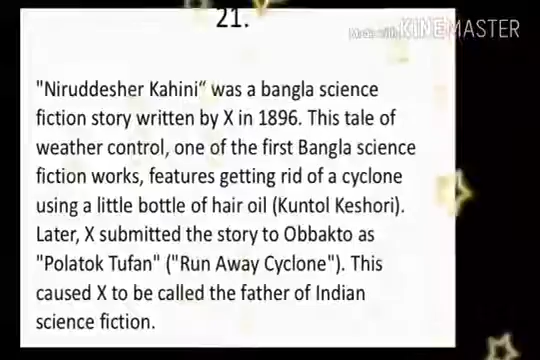 21.
Made with KINEMASTER
"Niruddesher Kahini“ was a bangla science
fiction story written by X in 1896. This tale of
weather control, one of the first Bangla science
fiction works, features getting rid of a cyclone
using a little bottle of hair oil (Kuntol Keshori).
Later, X submitted the story to Obbakto as
"Polatok Tufan" ("Run Away Cyclone"). This
caused X to be called the father of Indian
science fiction.